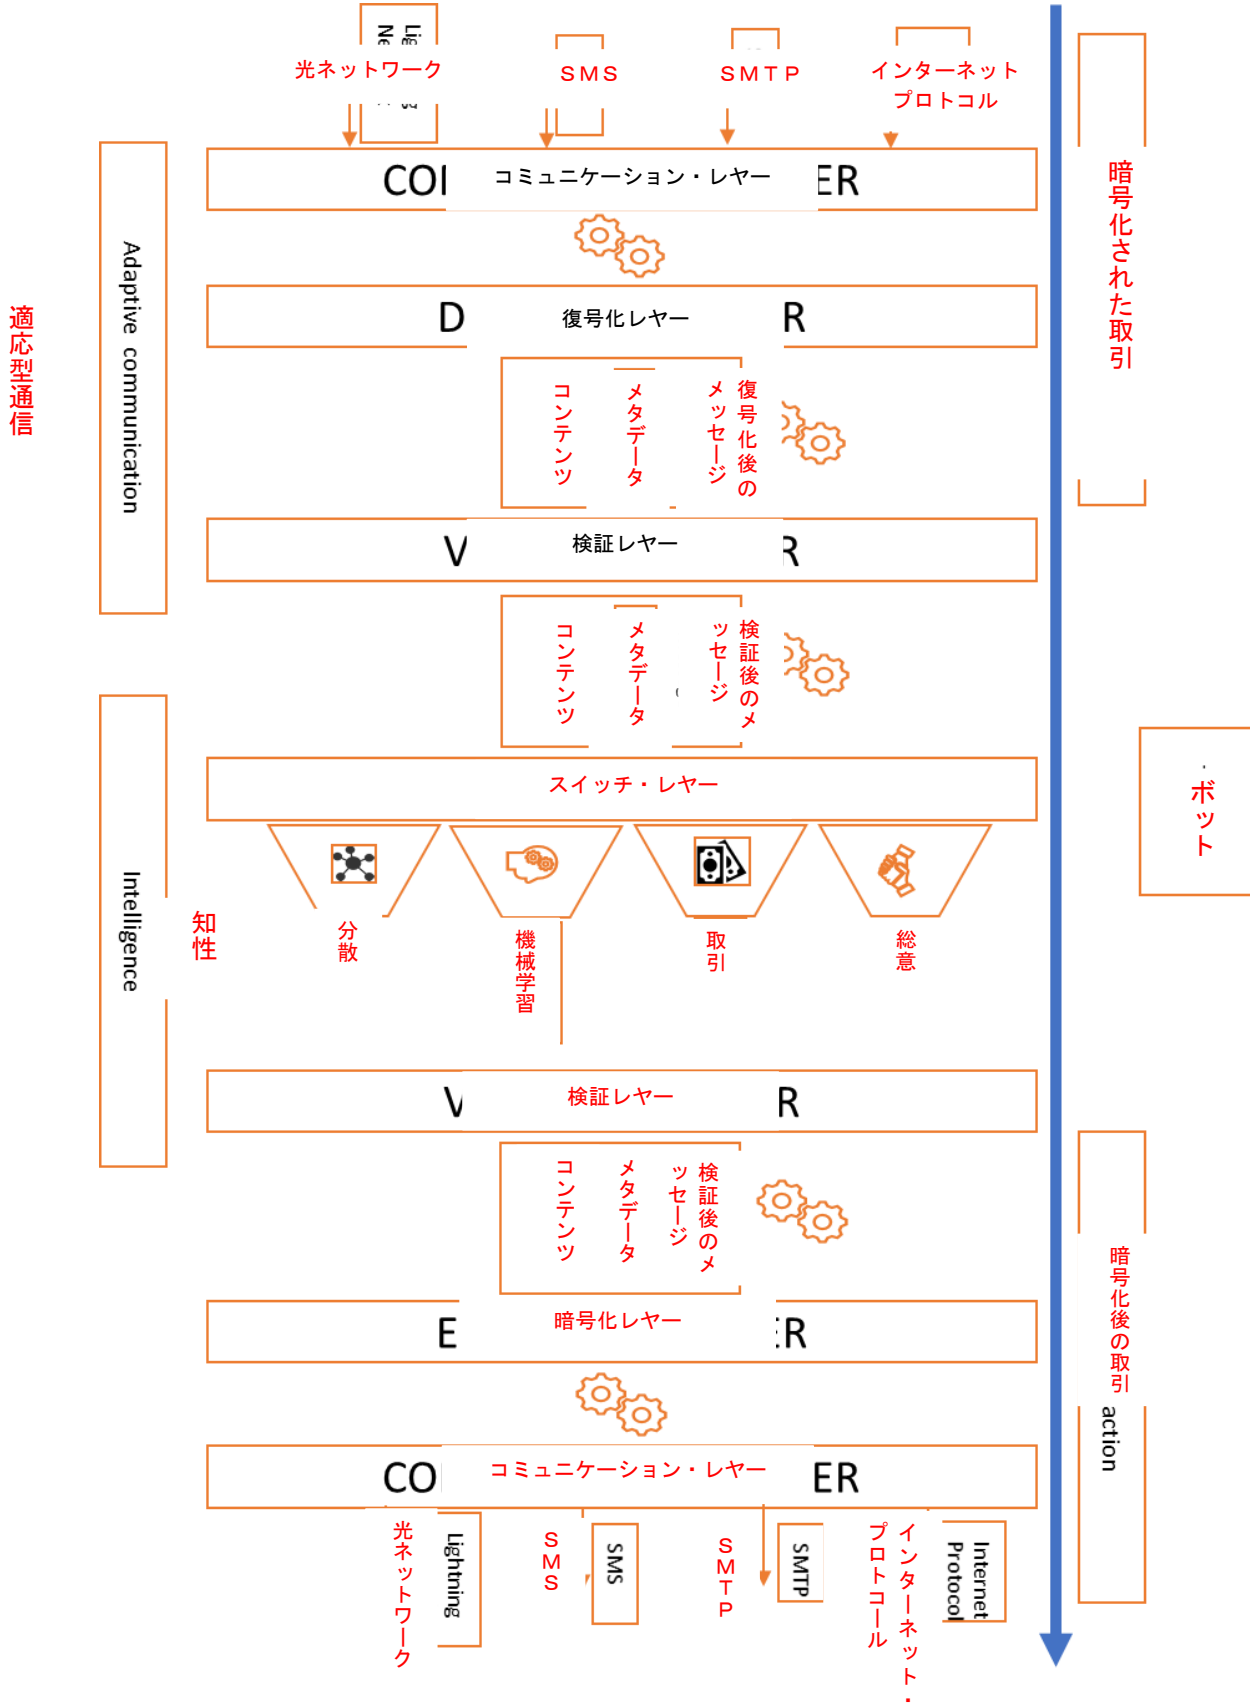 光ネットワーク
SMS
SMTP
インターネット
プロトコル
コミュニケーション・レヤー
ER
復号化レヤー
R
コンテンツ
メタデータ
復号化後の
メッセージ
検証レヤー
R
コンテンツ
メタデータ
検証後のメ
ッセージ
スイッチ・レヤー
分散
機械学習
取引
総意
検証レヤー
R
コンテンツ
メタデータ
検証後のメ
ッセージ
暗号化レヤー
ER
コミュニケーション・レヤー
ER
光ネットワーク
Lightning
SMS
SMS
SMTP
SMTP
インターネット・
プロトコール
Internet
Protocol
適応型通信
Adaptive communication
知性
Intelligence
暗号化された取引
ボット
暗号化後の取引
action